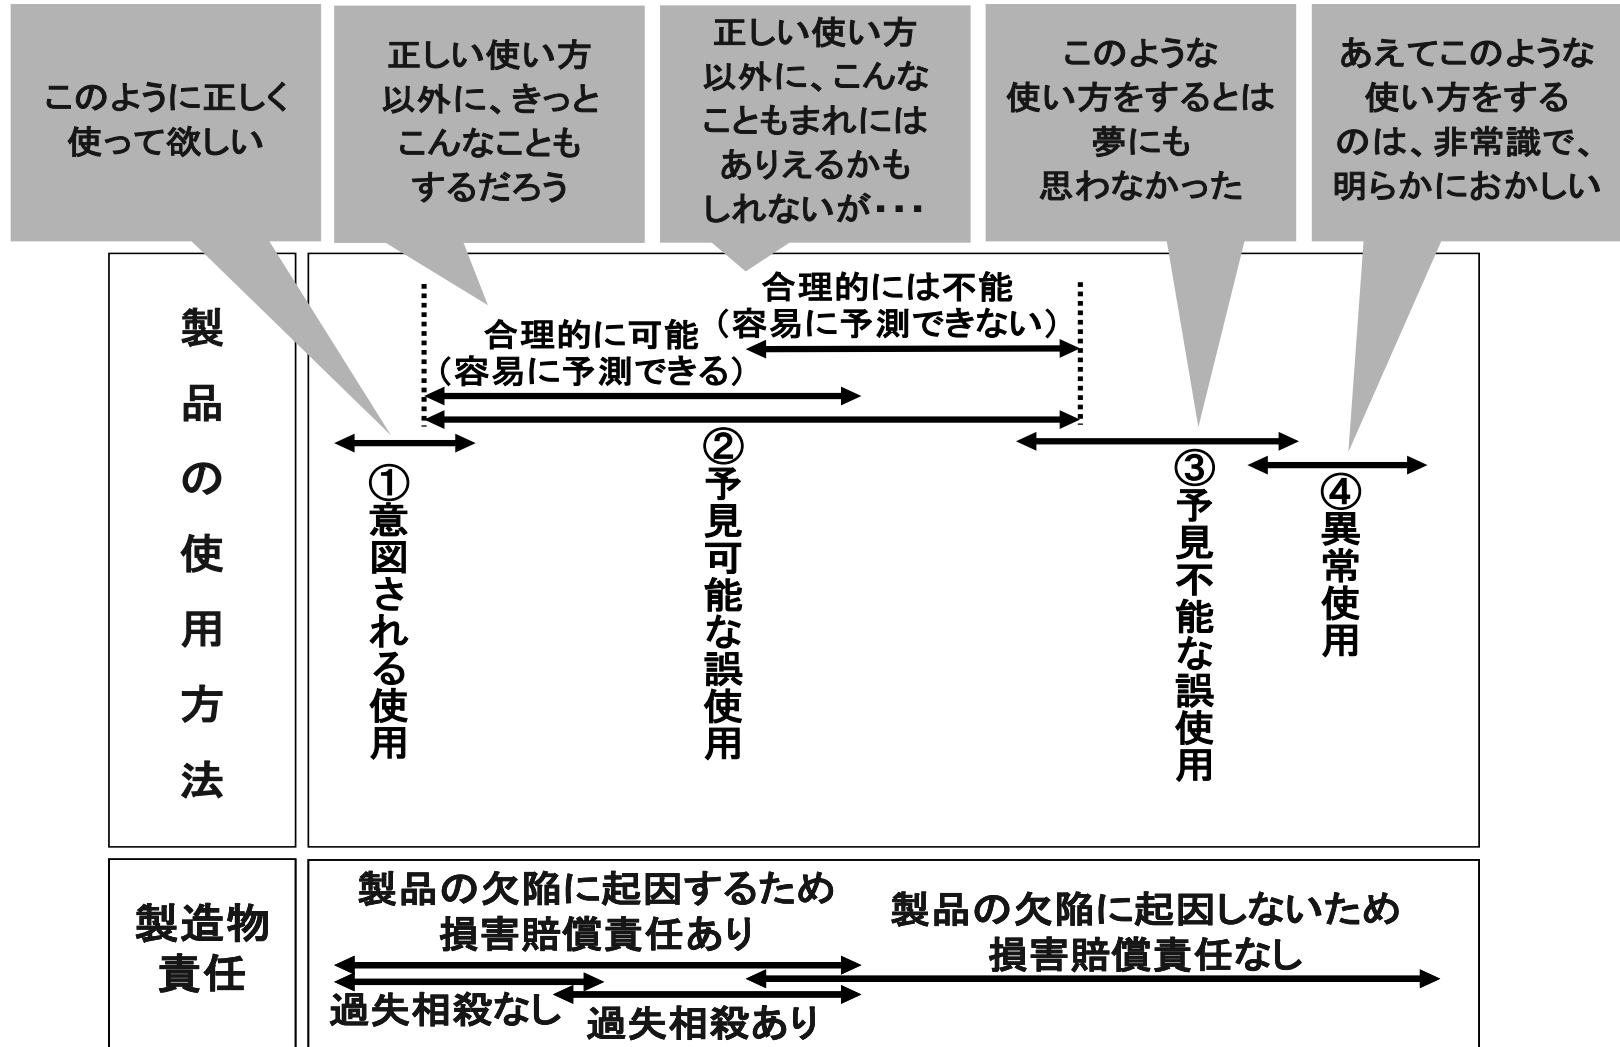 このように正しく
使って欲しい
正しい使い方
以外に、きっと
こんなことも
するだろう
正しい使い方
以外に、こんな
こともまれには
ありえるかも
しれないが・・・
このような
使い方をするとは
夢にも
思わなかった
あえてこのような
使い方をする
のは、非常識で、
明らかにおかしい
製品の使用方法
合理的に可能
（容易に予測できる）
合理的には不能
（容易に予測できない）
①意図される使用
②予見可能な誤使用
③予見不能な誤使用
④異常使用
製造物
責任
製品の欠陥に起因するため
損害賠償責任あり
過失相殺なし
過失相殺あり
製品の欠陥に起因しないため
損害賠償責任なし